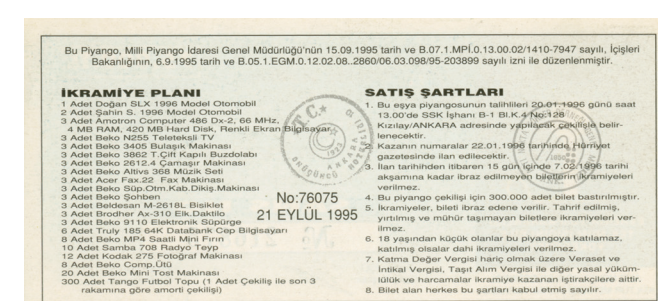 Bu Piyango, Milli Piyango İdaresi Genel Müdürlüğü'nün 15.09.1995 tarih ve B.07.1.MPİ.0.13.00.02/1410-7947 sayılı, İçişleri
Bakanlığının, 6.9.1995 tarih ve B.05.1.EGM.0.12.02.08..2860/06.03.098/95-203899 sayılı izni ile düzenlenmiştir.
İKRAMİYE PLANI
1 Adet Doğan SLX 1996 Model Otomobil
2 Adet Şahin S. 1996 Model Otomobil
3 Adet Amotron Computer 486 Dx-2, 66 MHz,
4 MB RAM, 420 MB Hard Disk, Renkli Ekran Bilgisayar
3 Adet Beko N255 Teleteksli TV
3 Adet Beko 3405 Bulaşık Makinası
3 Adet Beko 3862 T.Çift Kapılı Buzdolabı
3 Adet Beko 2612.4 Çamaşır Makinası
3 Adet Beko Altivs 368 Müzik Seti
3 Adet Acer Fax.22 Fax Makinası
3 Adet Beko Süp.Otm.Kab.Dikiş.Makinası
3 Adet Beko Şohben
3 Adet Beldesan M-2618L Bisiklet
3 Adet Brodher Ax-310 Elk.Daktilo
3 Adet Beko 9110 Elektronik Süpürge
6 Adet Truly 185 64K Databank Cep Bilgisayarı
8 Adet Beko MP4 Saatli Mini Fırın
10 Adet Samba 708 Radyo Teyp
12 Adet Kodak 275 Fotoğraf Makinası
8 Adet Beko Comp.Ütü
20 Adet Beko Mini Tost Makinası
300 Adet Tango Futbol Topu (1 Adet Çekiliş ile son 3
rakamına göre amorti çekilişi)
No:76075
21 EYLÜL 1995
T.C.
SATIŞ ŞARTLARI
1. Bu eşya piyangosunun talihlileri 20.01.1996 günü saat
13.00'de SSK İşhanı B-1 Bl.K.4 No:128
Kızılay/ANKARA adresinde yapılacak çekilişle belir-
lenecektir.
2. Kazanın numaralar 22.01.1996 tarihinde Hürriyet
gazetesinde ilan edilecektir.
3. İlan tarihinden itibaren 15 gün içinde 7.02.1996 tarihi
akşamına kadar ibraz edilmeyen biletlerin ikramiyeleri
verilmez.
4. Bu piyango çekilişi için 300.000 adet bilet bastırılmıştır.
5. İkramiyeler, bileti ibraz edene verilir. Tahrif edilmiş,
yırtılmış ve mühür taşımayan biletlere ikramiyeleri ver-
ilmez.
6. 18 yaşından küçük olanlar bu piyangoya katılamaz,
katılmış olsalar dahi ikramiyeleri verilmez.
7. Katma Değer Vergisi hariç olmak üzere Veraset ve
İntikal Vergisi, Taşıt Alım Vergisi ile diğer yasal yüküm-
lülük ve harcamalar ikramiye kazanan iştirakçilere aittir.
8. Bilet alan herkes bu şartları kabul etmiş sayılır.